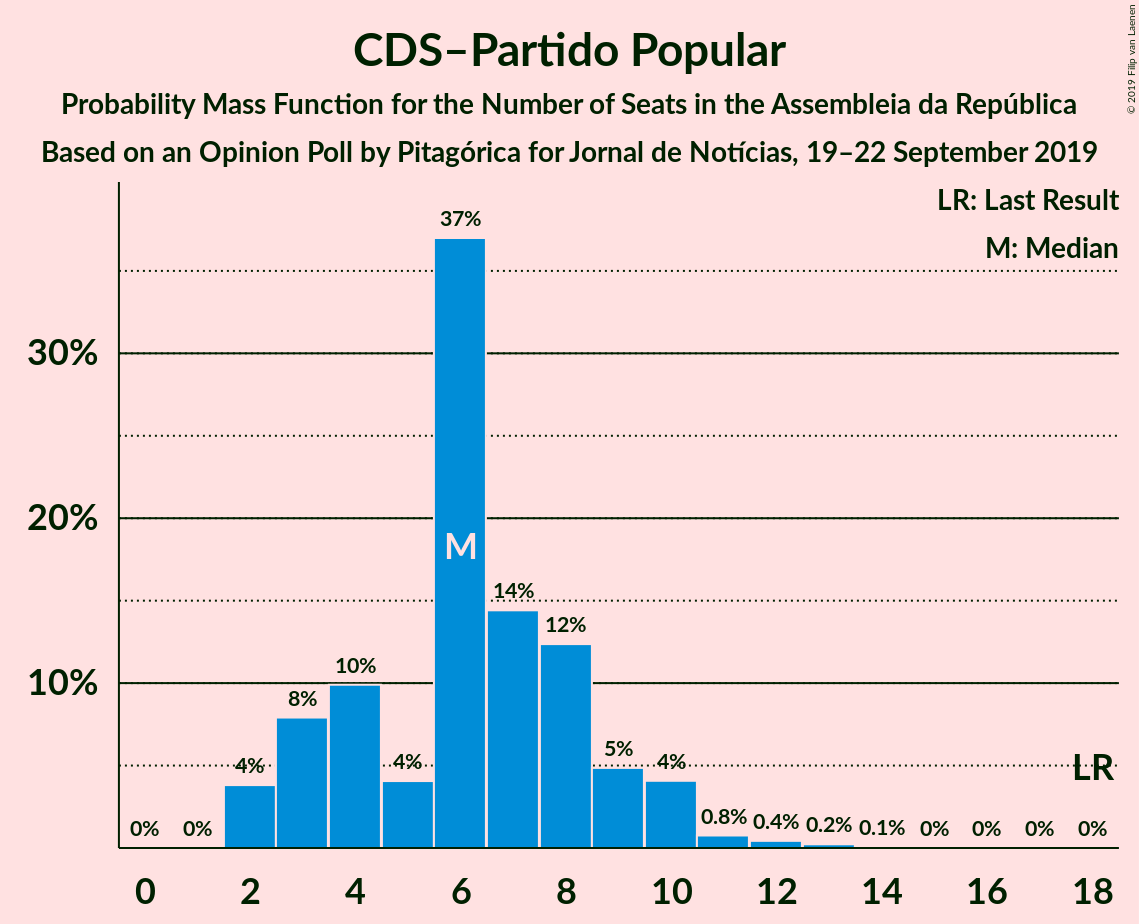 CDS–Partido Popular
Probability Mass Function for the Number of Seats in the Assembleia da República
Based on an Opinion Poll by Pitagórica for Jornal de Notícias, 19–22 September 2019
© 2019 Filip van Laenen
LR: Last Result
M: Median
37%
30%
20%
M
14%
12%
10%
10%
8%
5%
4%
4%
4%
LR
0%
0%
0.8%
0.4%
0.2%
0.1%
0%
0%
0%
0%
0 2 4 6 8 10 12 14 16 18